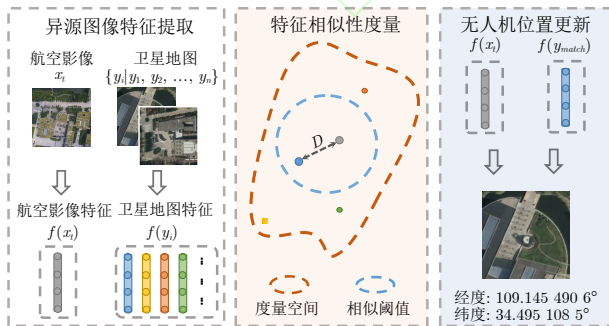 异源图像特征提取
航空影像
x_t
卫星地图
{y_i|y_1, y_2, …, y_n}
航空影像特征
f(x_t)
卫星地图特征
f(y_i)
特征相似性度量
D
度量空间
相似阈值
无人机位置更新
f(x_t)
f(y_{match})
经度: 109.145 490 6°
纬度: 34.495 108 5°